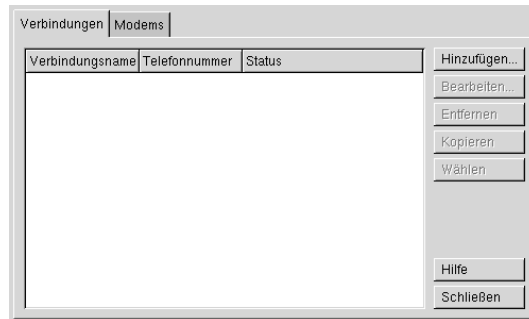 Verbindungen Modems
Verbindungsname Telefonnummer Status
Hinzufügen...
Bearbeiten...
Entfernen
Kopieren
Wählen
Hilfe
Schließen